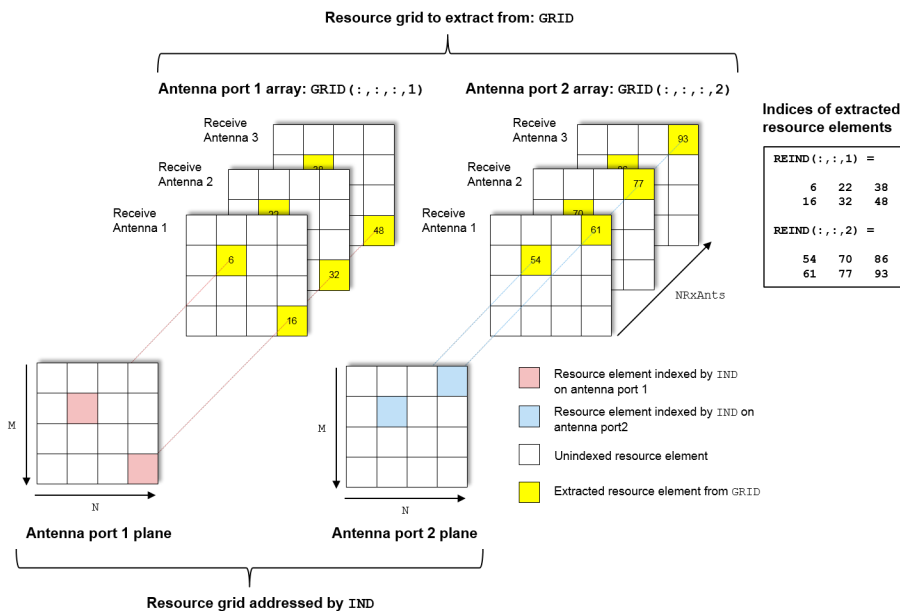 Resource grid to extract from: GRID
Antenna port 1 array: GRID(:,:,:,1)
Antenna port 2 array: GRID(:,:,:,2)
Receive
Antenna 3
Receive
Antenna 2
Receive
Antenna 1
38
22
48
6
32
16
Receive
Antenna 3
Receive
Antenna 2
Receive
Antenna 1
93
86
77
70
61
54
NRxAnts
Indices of extracted
resource elements
REIND(:,:,1) =
6 22 38
16 32 48
REIND(:,:,2) =
54 70 86
61 77 93
M
N
Antenna port 1 plane
M
N
Antenna port 2 plane
Resource element indexed by IND
on antenna port 1
Resource element indexed by IND on
antenna port2
Unindexed resource element
Extracted resource element from GRID
Resource grid addressed by IND